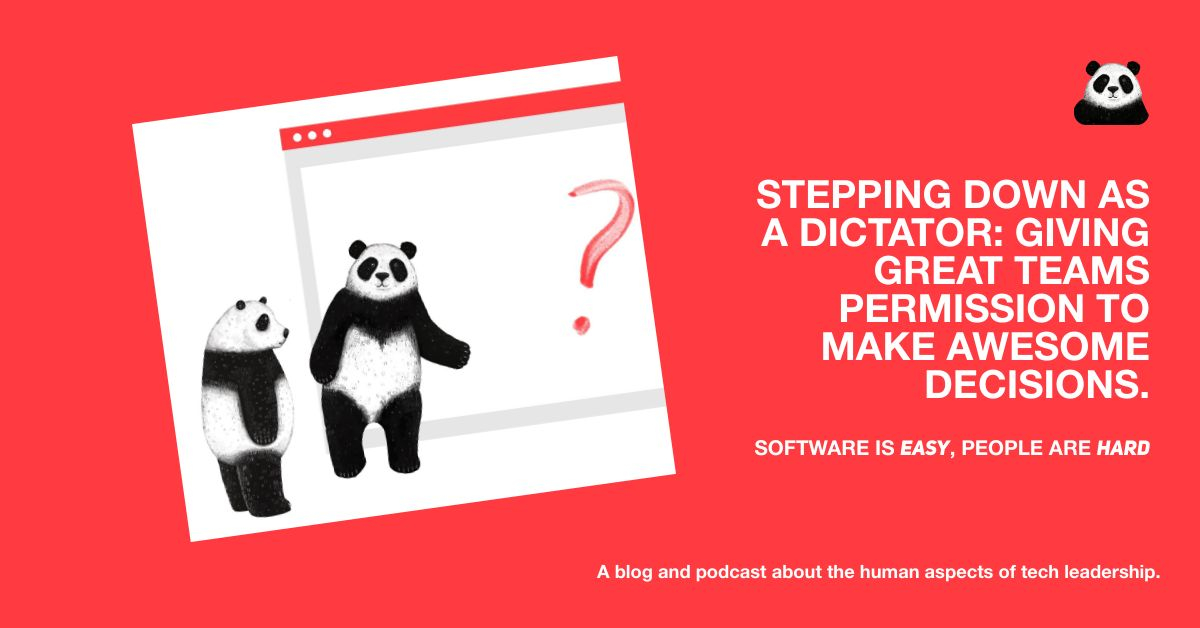 STEPPING DOWN AS
A DICTATOR: GIVING
GREAT TEAMS
PERMISSION TO
MAKE AWESOME
DECISIONS.
SOFTWARE IS EASY, PEOPLE ARE HARD
A blog and podcast about the human aspects of tech leadership.
?